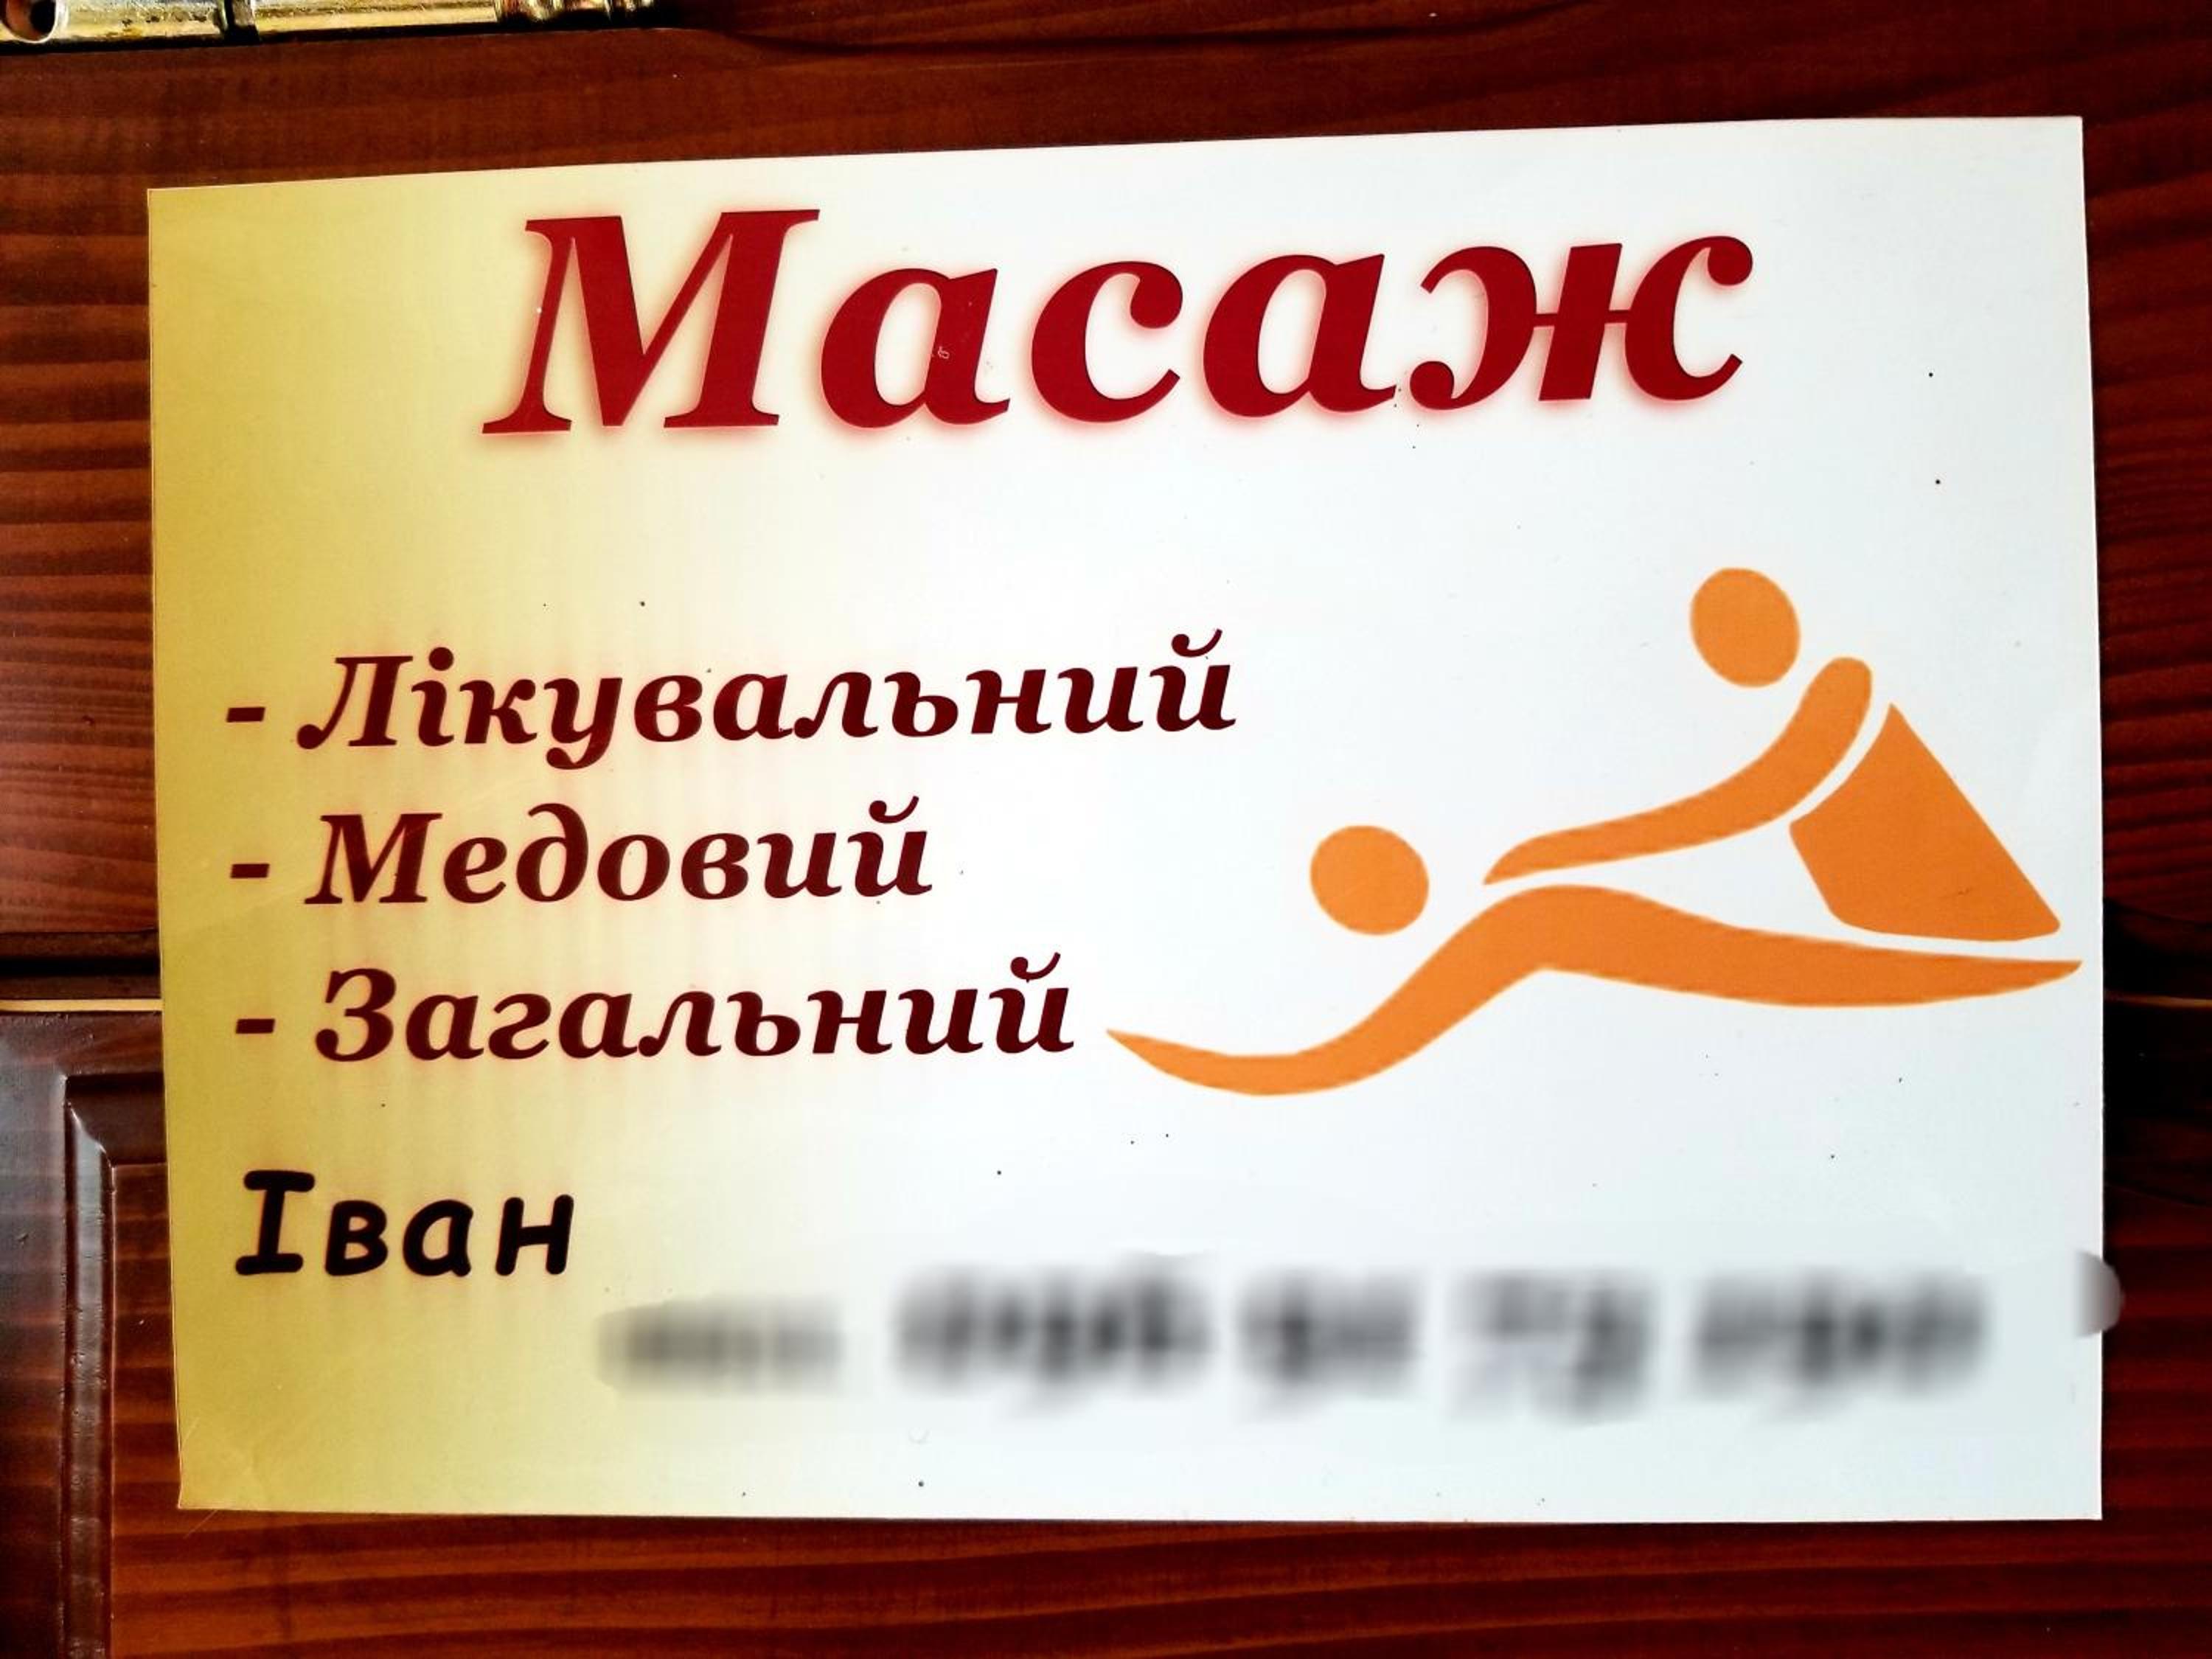 Масаж
- Лікувальний
- Медовий
- Загальний
Іван